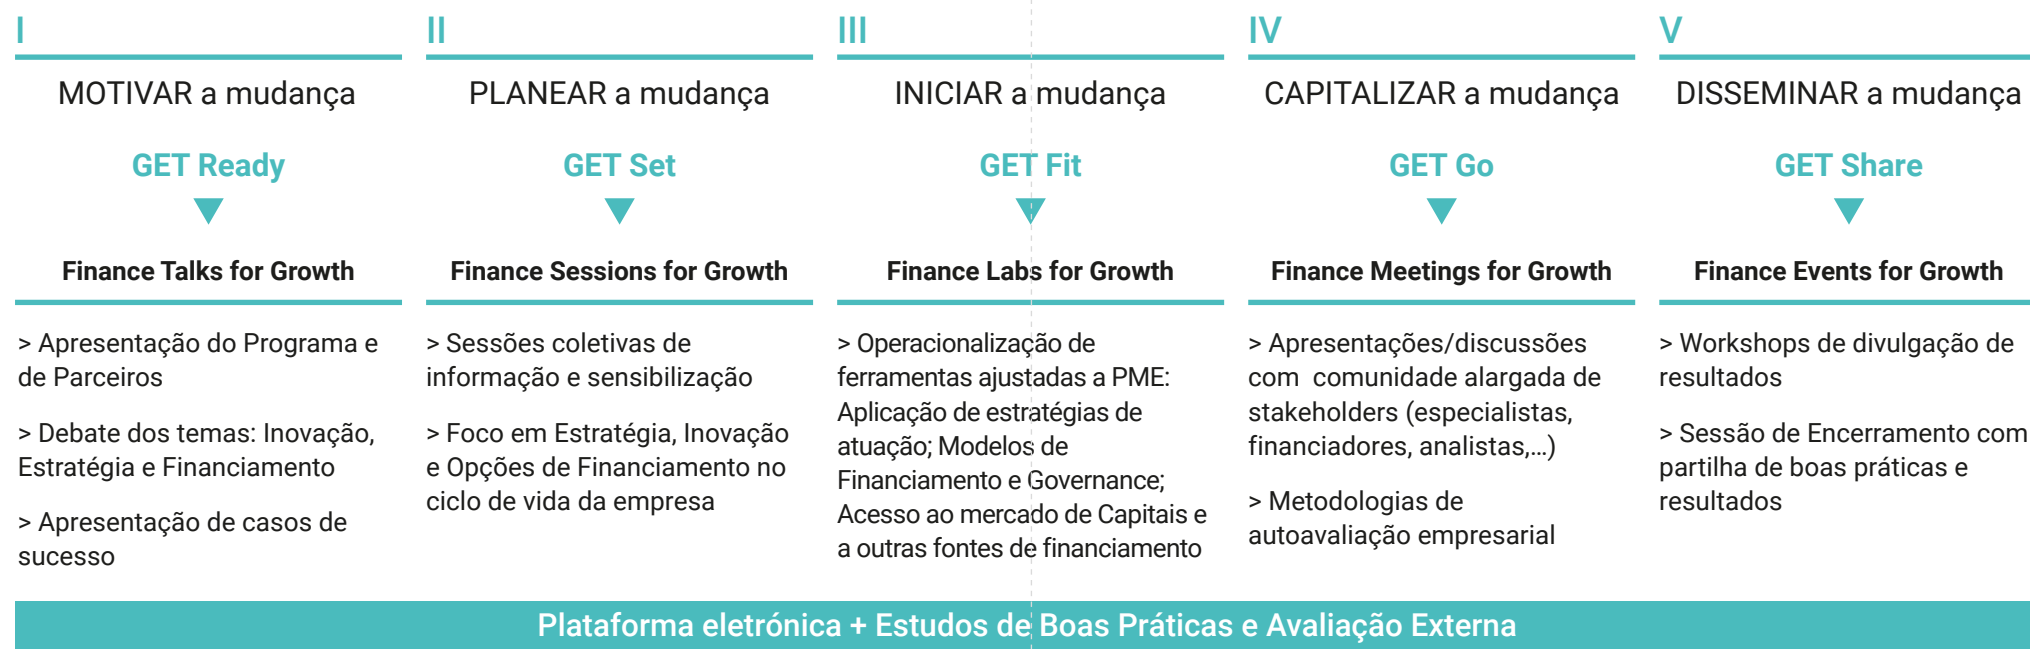 I
MOTIVAR a mudança
GET Ready
Finance Talks for Growth
> Apresentação do Programa e
de Parceiros
> Debate dos temas: Inovação,
Estratégia e Financiamento
> Apresentação de casos de
sucesso
II
PLANEAR a mudança
GET Set
Finance Sessions for Growth
> Sessões coletivas de
informação e sensibilização
> Foco em Estratégia, Inovação
e Opções de Financiamento no
ciclo de vida da empresa
III
INICIAR a mudança
GET Fit
Finance Labs for Growth
> Operacionalização de
ferramentas ajustadas a PME:
Aplicação de estratégias de
atuação; Modelos de
Financiamento e Governance;
Acesso ao mercado de Capitais e
a outras fontes de financiamento
IV
CAPITALIZAR a mudança
GET Go
Finance Meetings for Growth
> Apresentações/discussões
com comunidade alargada de
stakeholders (especialistas,
financiadores, analistas,...)
> Metodologias de
autoavaliação empresarial
V
DISSEMINAR a mudança
GET Share
Finance Events for Growth
> Workshops de divulgação de
resultados
> Sessão de Encerramento com
partilha de boas práticas e
resultados
Plataforma eletrónica + Estudos de Boas Práticas e Avaliação Externa